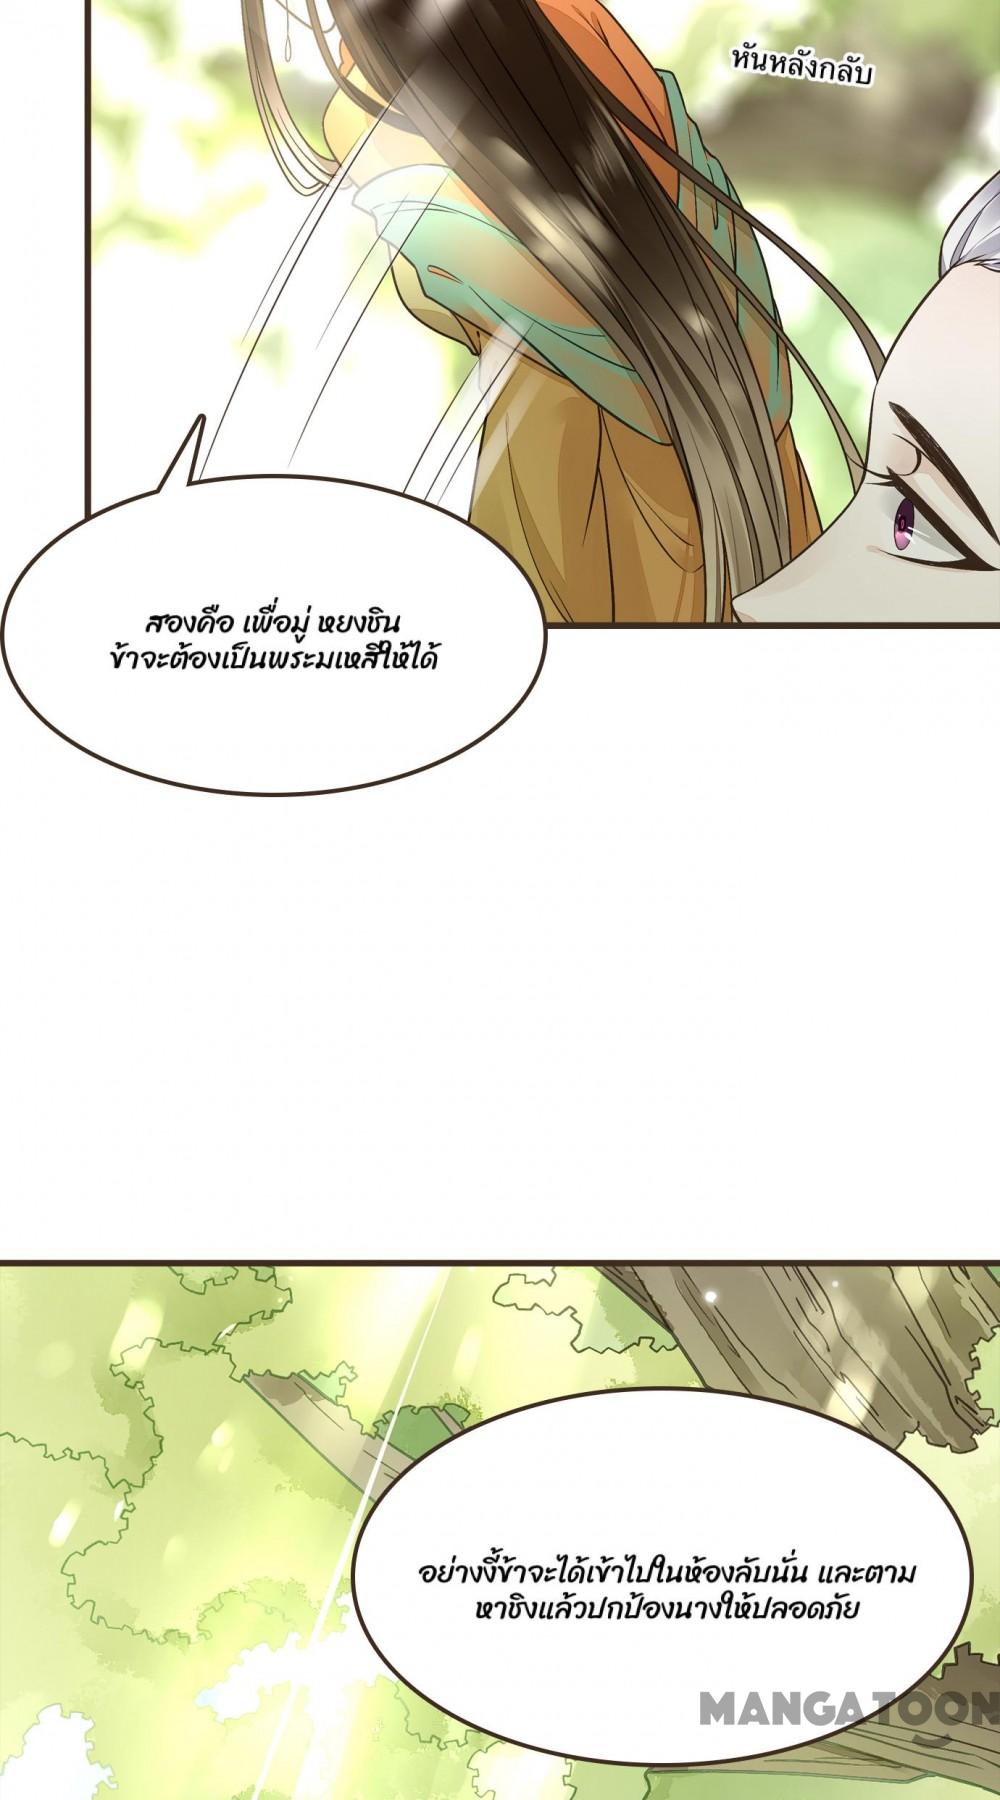 หันหลังกลับ
สองคือ เพื่อมู่ หยงชิน
ข้าจะต้องเป็นพระมเหสีให้ได้
อย่างงี้ข้าจะได้เข้าไปในห้องลับนั่น และตาม
หาชิงแล้วปกป้องนางให้ปลอดภัย
MANGATOON